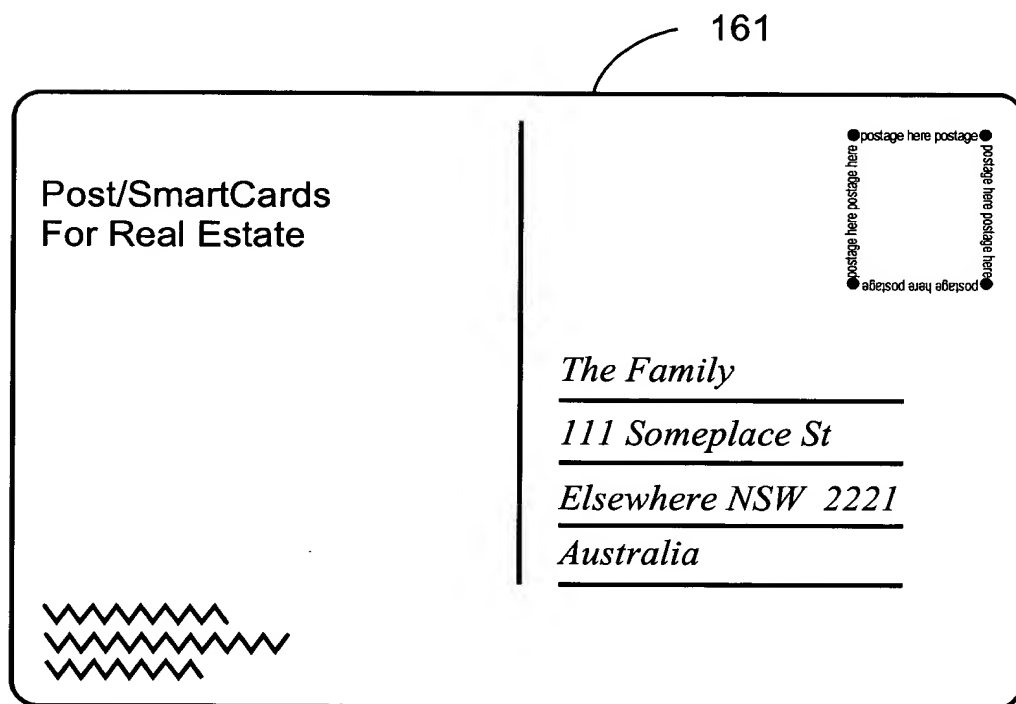 161
Post/SmartCards
For Real Estate
postage here postage
postage here postage here
postage here postage
postage here postage here
The Family
111 Someplace St
Elsewhere NSW 2221
Australia